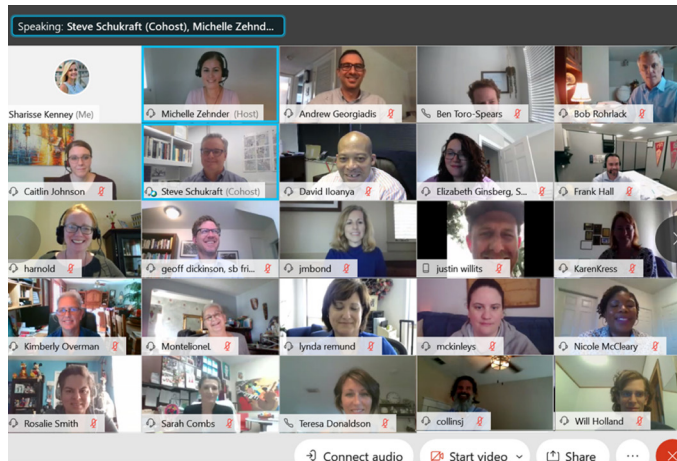 Speaking: Steve Schukraft (Cohost), Michelle Zehnd...
Sharisse Kenney (Me)
Michelle Zehnder (Host)
Andrew Georgiadis
Ben Toro-Spears
Bob Rohrlack
Caitlin Johnson
Steve Schukraft (Cohost)
David Iloanya
Elizabeth Ginsberg, S...
Frank Hall
harnold
geoff dickinson, sb fri...
jmbond
justin willits
KarenKress
Kimberly Overman
MontelioneL
lynda remund
mckinleys
Nicole McCleary
Rosalie Smith
Sarah Combs
Teresa Donaldson
collinsj
Will Holland
Connect audio
Start video
Share